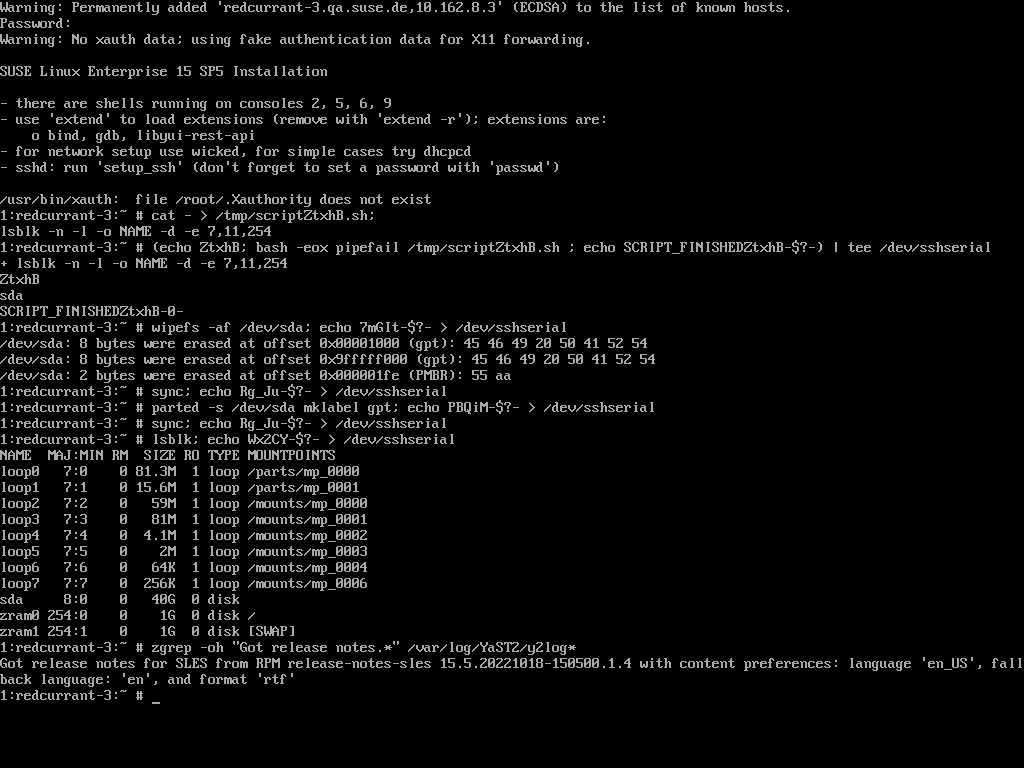 Warning: Permanently added 'redcurrant-3.qa.suse.de,10.162.8.3' (ECDSA) to the list of known hosts.
Password:
Warning: No xauth data; using fake authentication data for X11 forwarding.
SUSE Linux Enterprise 15 SP5 Installation
- there are shells running on consoles 2, 5, 6, 9
- use 'extend' to load extensions (remove with 'extend -r'); extensions are:
o bind, gdb, libyui-rest-api
- for network setup use wicked, for simple cases try dhcpcd
- sshd: run 'setup_ssh' (don't forget to set a password with 'passwd')
/usr/bin/xauth:  file /root/.Xauthority does not exist
1:redcurrant-3:~ # cat - > /tmp/scriptZtxhB.sh;
lsblk -n -l -o NAME -d -e 7,11,254
1:redcurrant-3:~ # (echo ZtxhB; bash -eox pipefail /tmp/scriptZtxhB.sh ; echo SCRIPT_FINISHEDZtxhB-$?-) | tee /dev/sshserial
+ lsblk -n -l -o NAME -d -e 7,11,254
ZtxhB
sda
SCRIPT_FINISHEDZtxhB-0-
1:redcurrant-3:~ # wipefs -af /dev/sda; echo 7mGIt-$?- > /dev/sshserial
/dev/sda: 8 bytes were erased at offset 0x00001000 (gpt): 45 46 49 20 50 41 52 54
/dev/sda: 8 bytes were erased at offset 0x9fffff000 (gpt): 45 46 49 20 50 41 52 54
/dev/sda: 2 bytes were erased at offset 0x000001fe (PMBR): 55 aa
1:redcurrant-3:~ # sync; echo Rg_Ju-$?- > /dev/sshserial
1:redcurrant-3:~ # parted -s /dev/sda mklabel gpt; echo PBQiM-$?- > /dev/sshserial
1:redcurrant-3:~ # sync; echo Rg_Ju-$?- > /dev/sshserial
1:redcurrant-3:~ # lsblk; echo WxZCY-$?- > /dev/sshserial
NAME  MAJ:MIN RM  SIZE RO TYPE MOUNTPOINTS
loop0   7:0    0 81.3M  1 loop /parts/mp_0000
loop1   7:1    0 15.6M  1 loop /parts/mp_0001
loop2   7:2    0   59M  1 loop /mounts/mp_0000
loop3   7:3    0   81M  1 loop /mounts/mp_0001
loop4   7:4    0  4.1M  1 loop /mounts/mp_0002
loop5   7:5    0    2M  1 loop /mounts/mp_0003
loop6   7:6    0   64K  1 loop /mounts/mp_0004
loop7   7:7    0  256K  1 loop /mounts/mp_0006
sda     8:0    0   40G  0 disk
zram0 254:0    0    1G  0 disk /
zram1 254:1    0    1G  0 disk [SWAP]
1:redcurrant-3:~ # zgrep -oh "Got release notes.*" /var/log/YaST2/y2log*
Got release notes for SLES from RPM release-notes-sles 15.5.20221018-150500.1.4 with content preferences: language 'en_US', fall
back language: 'en', and format 'rtf'
1:redcurrant-3:~ # _